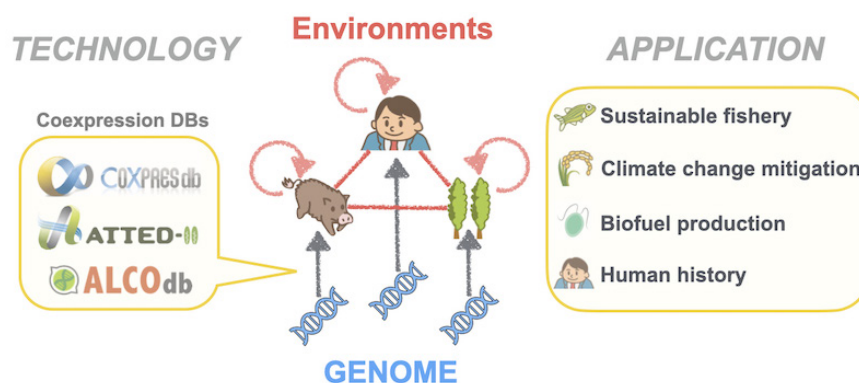 TECHNOLOGY
Environments
APPLICATION
Coexpression DBs
COXPRESdb
ATTED-II
ALCOdb
Sustainable fishery
Climate change mitigation
Biofuel production
Human history
GENOME